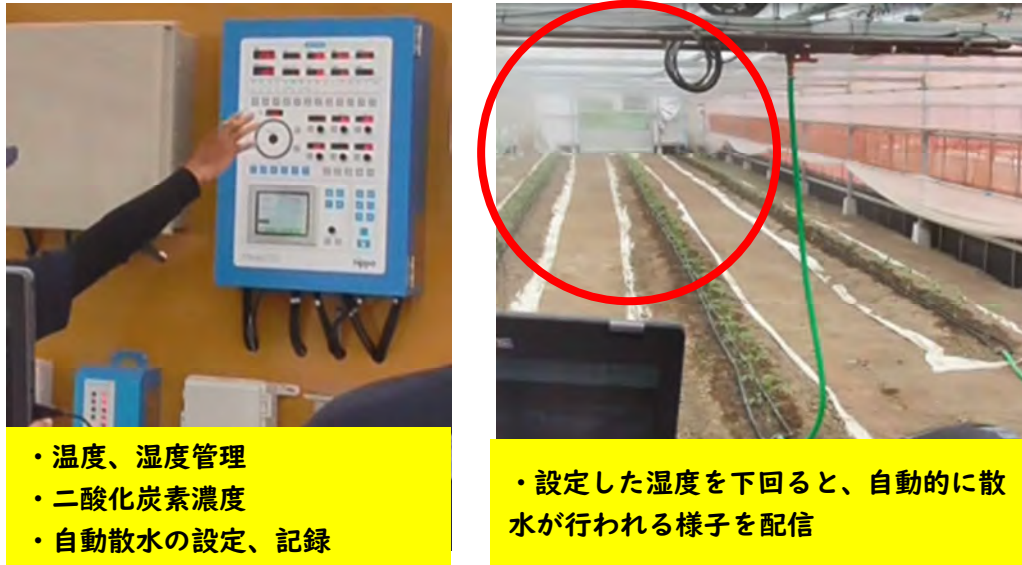 nippo
・温度、湿度管理
・二酸化炭素濃度
・自動散水の設定、記録
・設定した湿度を下回ると、自動的に散
水が行われる様子を配信